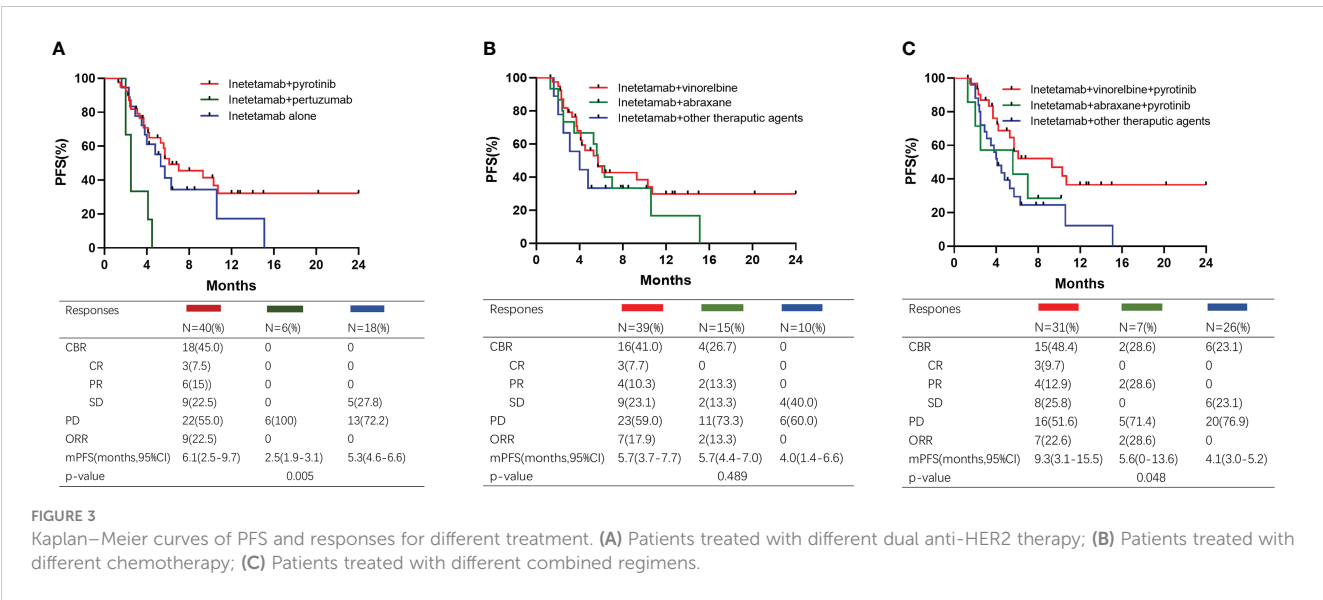 A
100
80
60
40
20
0
PFS(%)
0 4 8 12 16 20 24
Months
Inetetamab+pyrotinib
Inetetamab+pertuzumab
Inetetamab alone
Responses
N=40(%) N=6(%) N=18(%)
CBR 18(45.0) 0 0
CR 3(7.5) 0 0
PR 6(15)) 0 0
SD 9(22.5) 0 5(27.8)
PD 22(55.0) 6(100) 13(72.2)
ORR 9(22.5) 0 0
mPFS(months,95%CI) 6.1(2.5-9.7) 2.5(1.9-3.1) 5.3(4.6-6.6)
p-value 0.005
B
100
80
60
40
20
0
PFS(%)
0 4 8 12 16 20 24
Months
Inetetamab+vinorelbine
Inetetamab+abraxane
Inetetamab+other theraputic agents
Respones
N=39(%) N=15(%) N=10(%)
CBR 16(41.0) 4(26.7) 0
CR 3(7.7) 0 0
PR 4(10.3) 2(13.3) 0
SD 9(23.1) 2(13.3) 4(40.0)
PD 23(59.0) 11(73.3) 6(60.0)
ORR 7(17.9) 2(13.3) 0
mPFS(months,95%CI) 5.7(3.7-7.7) 5.7(4.4-7.0) 4.0(1.4-6.6)
p-value 0.489
C
100
80
60
40
20
0
PFS(%)
0 4 8 12 16 20 24
Months
Inetetamab+vinorelbine+pyrotinib
Inetetamab+abraxane+pyrotinib
Inetetamab+other theraputic agents
Respones
N=31(%) N=7(%) N=26(%)
CBR 15(48.4) 2(28.6) 6(23.1)
CR 3(9.7) 0 0
PR 4(12.9) 2(28.6) 0
SD 8(25.8) 0 6(23.1)
PD 16(51.6) 5(71.4) 20(76.9)
ORR 7(22.6) 2(28.6) 0
mPFS(months,95%CI) 9.3(3.1-15.5) 5.6(0-13.6) 4.1(3.0-5.2)
p-value 0.048
FIGURE 3
Kaplan–Meier curves of PFS and responses for different treatment. (A) Patients treated with different dual anti-HER2 therapy; (B) Patients treated with
different chemotherapy; (C) Patients treated with different combined regimens.